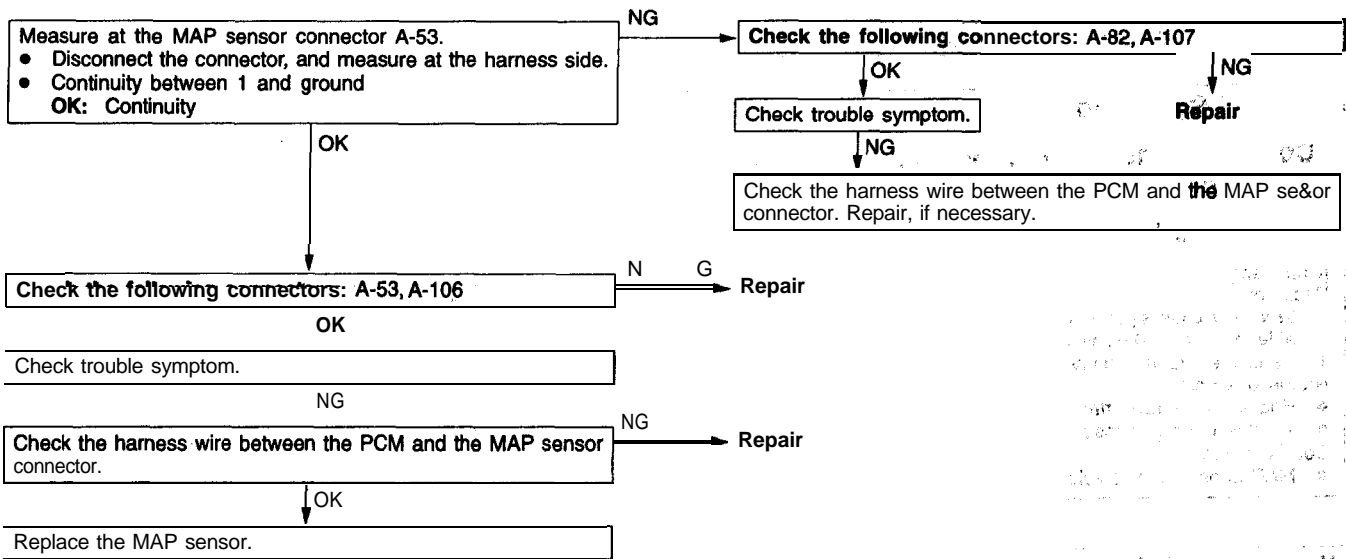 Measure at the MAP sensor connector A-53.
● Disconnect the connector, and measure at the harness side.
● Continuity between 1 and ground
OK: Continuity
NG
Check the following connectors: A-82, A-107
OK
NG
Check trouble symptom.
Repair
NG
Check the harness wire between the PCM and the MAP se&or
connector. Repair, if necessary.
OK
Check the following connectors: A-53, A-106
N G
Repair
OK
Check trouble symptom.
NG
Check the harness wire between the PCM and the MAP sensor
connector.
NG
Repair
OK
Replace the MAP sensor.